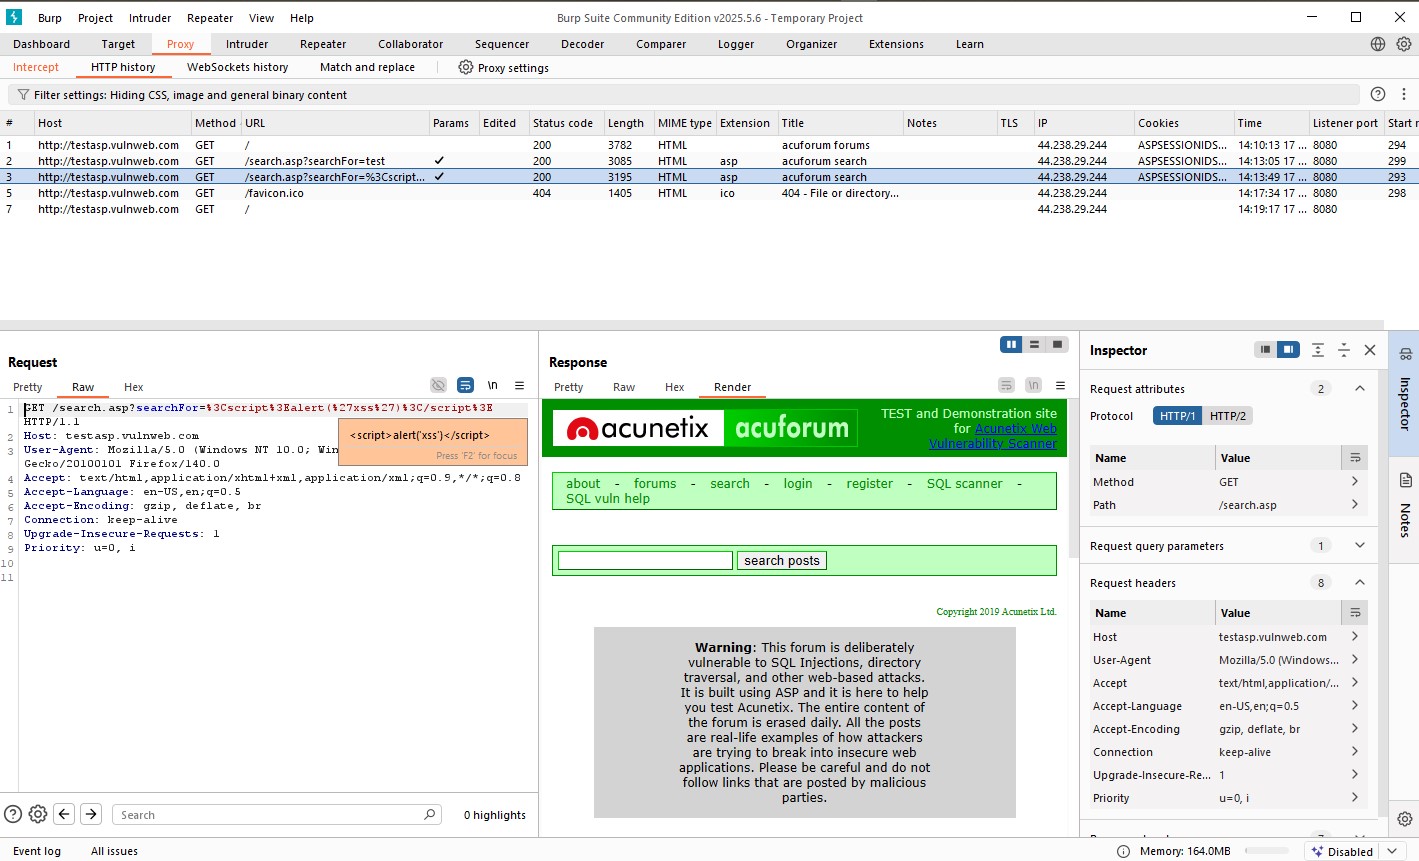 Burp Project Intruder Repeater View Help Burp Suite Community Edition v2025.5.6 - Temporary Project
Dashboard Target Proxy Intruder Repeater Collaborator Sequencer Decoder Comparer Logger Organizer Extensions Learn
Intercept HTTP history WebSockets history Match and replace Proxy settings
Filter settings: Hiding CSS, image and general binary content
# Host Method URL Params Edited Status code Length MIME type Extension Title Notes TLS IP Cookies Time Listener port Start r
1 http://testasp.vulnweb.com GET / 200 3782 HTML acuforum forums 44.238.29.244 ASPSESSIONIDS... 14:10:13 17 ... 8080 294
2 http://testasp.vulnweb.com GET /search.asp?searchFor=test ✓ 200 3085 HTML asp acuforum search 44.238.29.244 ASPSESSIONIDS... 14:13:05 17 ... 8080 299
3 http://testasp.vulnweb.com GET /search.asp?searchFor=%3Cscript... ✓ 200 3195 HTML asp acuforum search 44.238.29.244 ASPSESSIONIDS... 14:13:49 17 ... 8080 293
5 http://testasp.vulnweb.com GET /favicon.ico 404 1405 HTML ico 404 - File or directory... 44.238.29.244 14:17:34 17 ... 8080 298
7 http://testasp.vulnweb.com GET / 44.238.29.244 14:19:17 17 ... 8080
Request
Pretty Raw Hex \n
1 GET /search.asp?searchFor=%3Cscript%3Ealert(%27xss%27)%3C/script%3E
HTTP/1.1
2 Host: testasp.vulnweb.com
3 User-Agent: Mozilla/5.0 (Windows NT 10.0; Win
Gecko/20100101 Firefox/140.0
4 Accept: text/html,application/xhtml+xml,application/xml;q=0.9,*/*;q=0.8
5 Accept-Language: en-US,en;q=0.5
6 Accept-Encoding: gzip, deflate, br
7 Connection: keep-alive
8 Upgrade-Insecure-Requests: 1
9 Priority: u=0, i
10
11
<script>alert('xss')</script>
Press 'F2' for focus
Search 0 highlights
Response
Pretty Raw Hex Render \n
acunetix acuforum
TEST and Demonstration site
for Acunetix Web
Vulnerability Scanner
about - forums - search - login - register - SQL scanner -
SQL vuln help
search posts
Copyright 2019 Acunetix Ltd.
Warning: This forum is deliberately
vulnerable to SQL Injections, directory
traversal, and other web-based attacks.
It is built using ASP and it is here to help
you test Acunetix. The entire content of
the forum is erased daily. All the posts
are real-life examples of how attackers
are trying to break into insecure web
applications. Please be careful and do not
follow links that are posted by malicious
parties.
Inspector
Request attributes 2
Protocol HTTP/1 HTTP/2
Name Value
Method GET
Path /search.asp
Request query parameters 1
Request headers 8
Name Value
Host testasp.vulnweb.com
User-Agent Mozilla/5.0 (Windows...
Accept text/html,application/...
Accept-Language en-US,en;q=0.5
Accept-Encoding gzip, deflate, br
Connection keep-alive
Upgrade-Insecure-Re... 1
Priority u=0, i
Inspector
Notes
Event log All issues Memory: 164.0MB Disabled